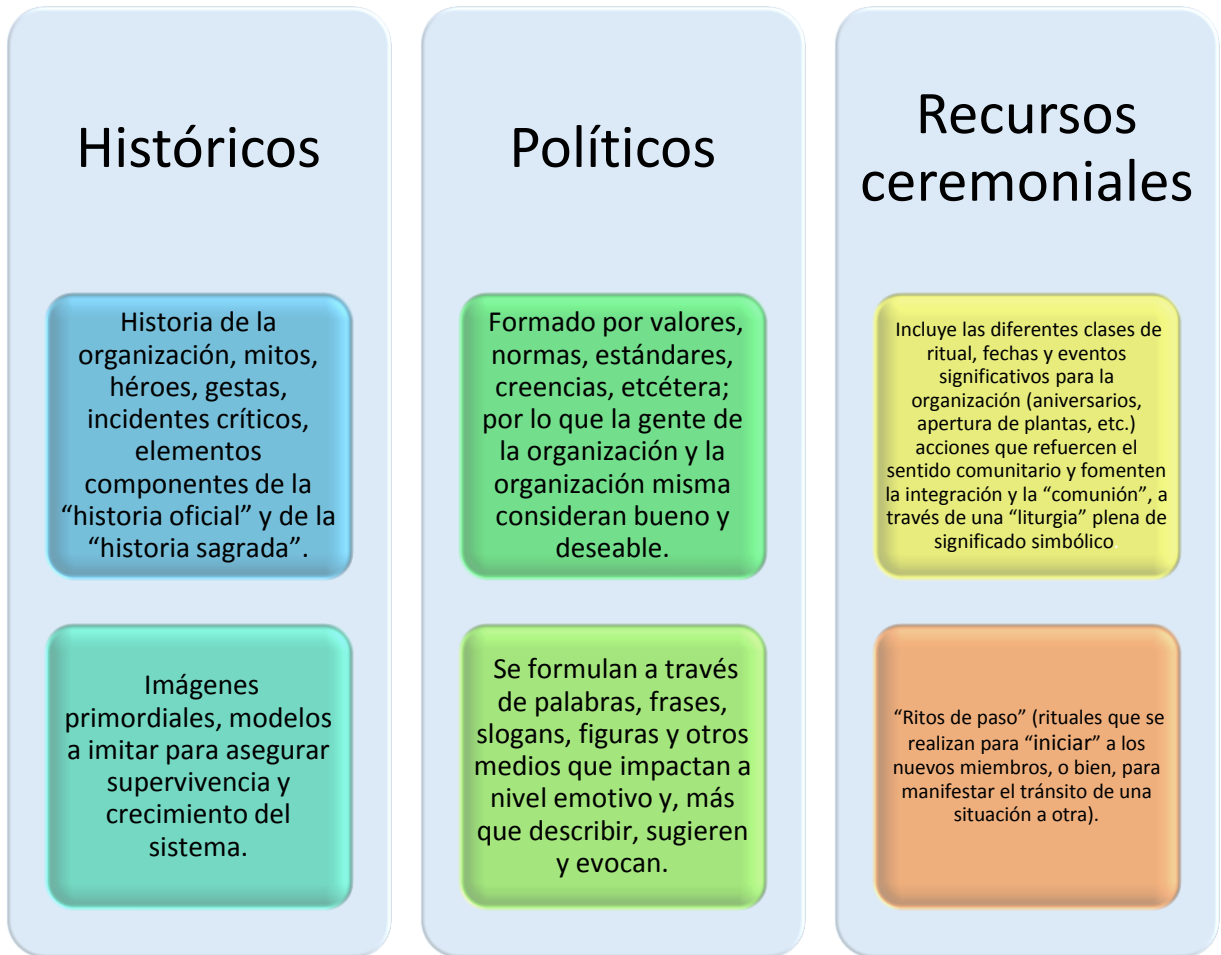 Históricos
Historia de la
organización, mitos,
héroes, gestas,
incidentes críticos,
elementos
componentes de la
“historia oficial” y de la
“historia sagrada”.
Imágenes
primordiales, modelos
a imitar para asegurar
supervivencia y
crecimiento del
sistema.
Políticos
Formado por valores,
normas, estándares,
creencias, etcétera;
por lo que la gente de
la organización y la
organización misma
consideran bueno y
deseable.
Se formulan a través
de palabras, frases,
slogans, figuras y otros
medios que impactan a
nivel emotivo y, más
que describir, sugieren
y evocan.
Recursos
ceremoniales
Incluye las diferentes clases de
ritual, fechas y eventos
significativos para la
organización (aniversarios,
apertura de plantas, etc.)
acciones que refuercen el
sentido comunitario y fomenten
la integración y la “comunión”, a
través de una “liturgia” plena de
significado simbólico
“Ritos de paso” (rituales que se
realizan para “iniciar” a los
nuevos miembros, o bien, para
manifestar el tránsito de una
situación a otra).